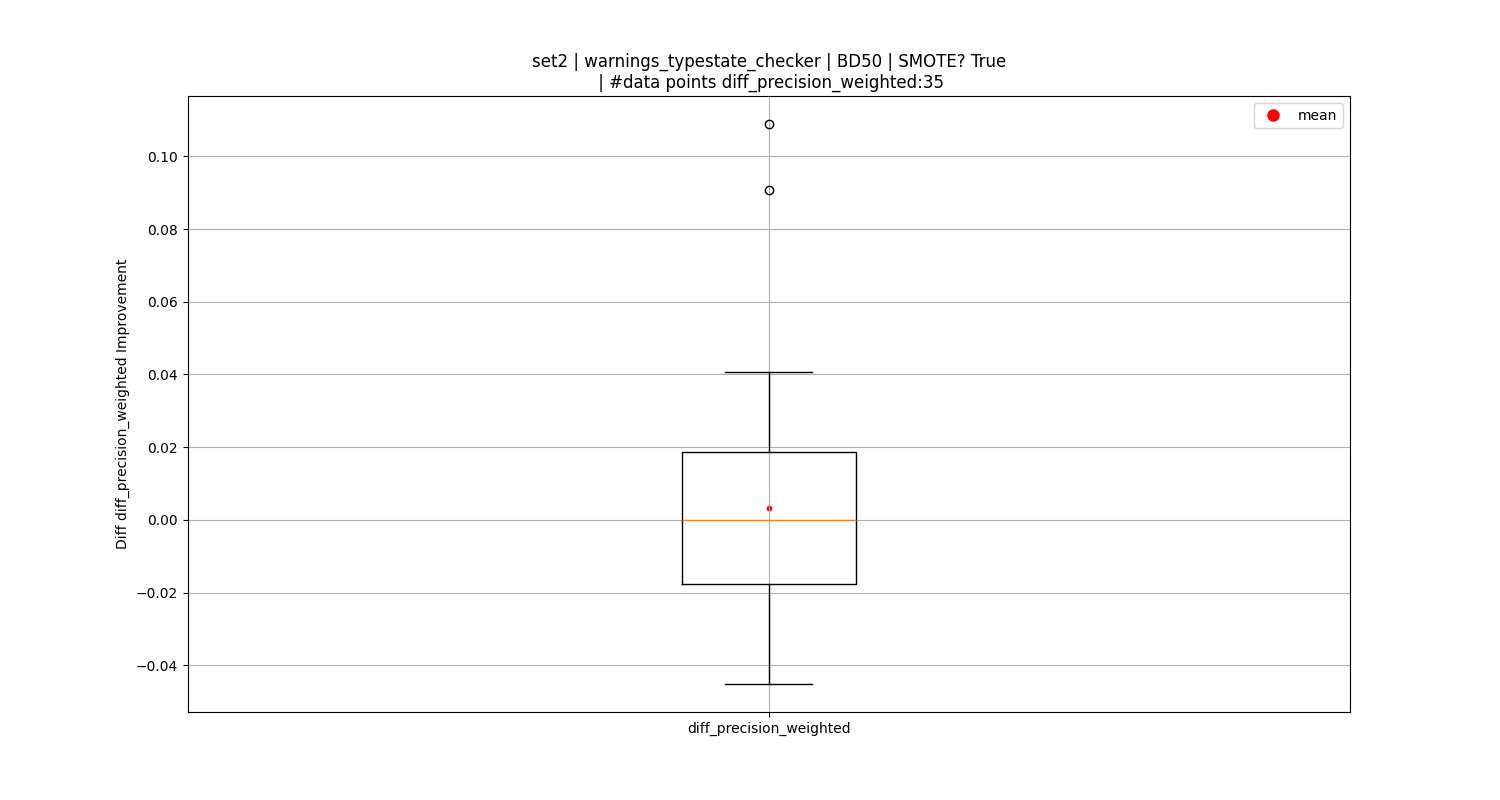 set2 | warnings_typestate_checker | BD50 | SMOTE? True
| #data points diff_precision_weighted:35
mean
0.10
0.08
0.06
0.04
0.02
0.00
−0.02
−0.04
Diff diff_precision_weighted Improvement
diff_precision_weighted